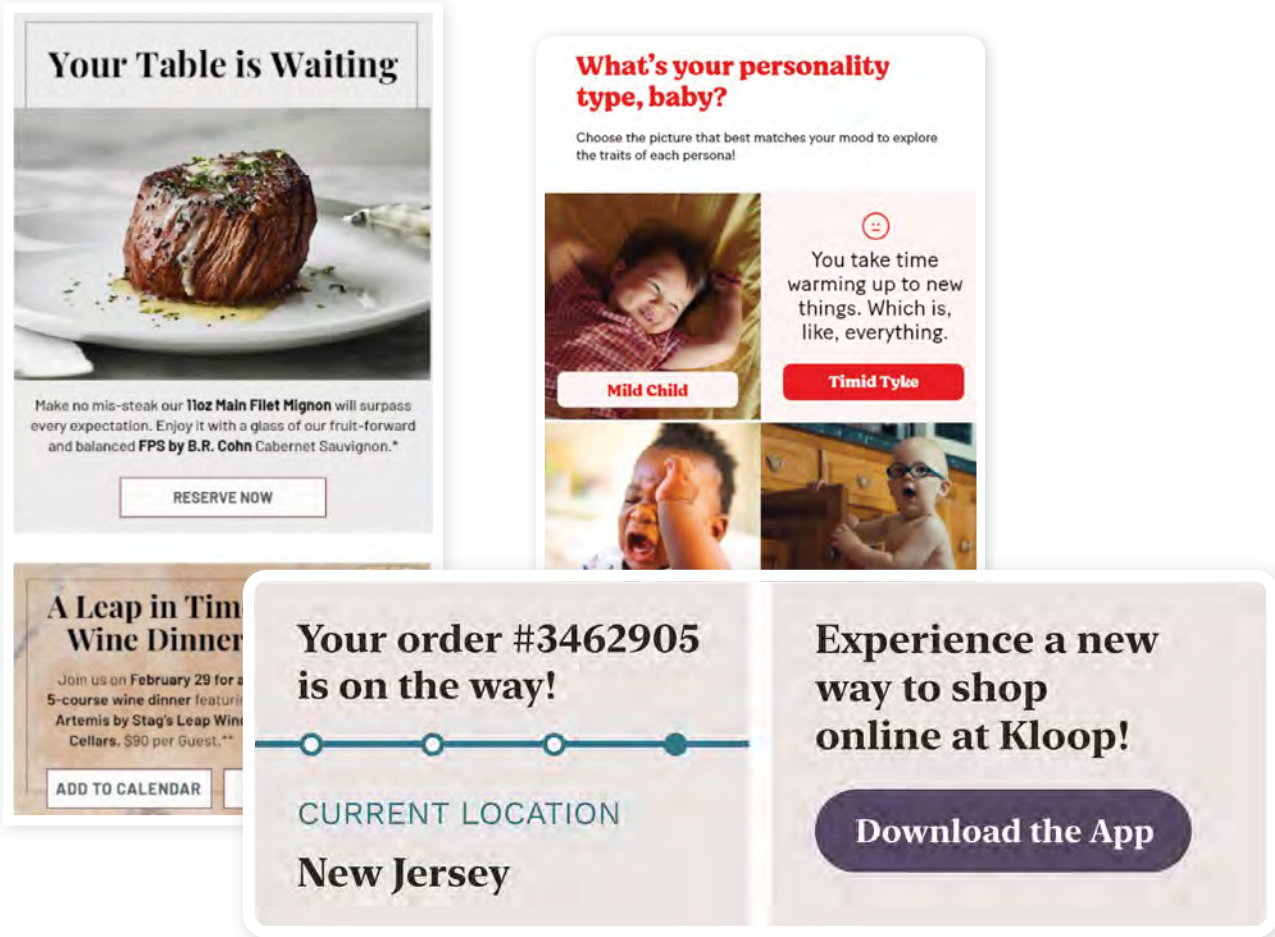 Your Table is Waiting
Make no mis-steak our 11oz Main Filet Mignon will surpass
every expectation. Enjoy it with a glass of our fruit-forward
and balanced FPS by B.R. Cohn Cabernet Sauvignon.*
RESERVE NOW
A Leap in Time
Wine Dinner
Join us on February 29 for a
5-course wine dinner
Artemis by Stag's Leap Wine
Cellars. $90 per Guest.**
ADD TO CALENDAR
What's your personality
type, baby?
Choose the picture that best matches your mood to explore
the traits of each persona!
Mild Child
You take time
warming up to new
things. Which is,
like, everything.
Timid Tyke
Your order #3462905
is on the way!
CURRENT LOCATION
New Jersey
Experience a new
way to shop
online at Kloop!
Download the App